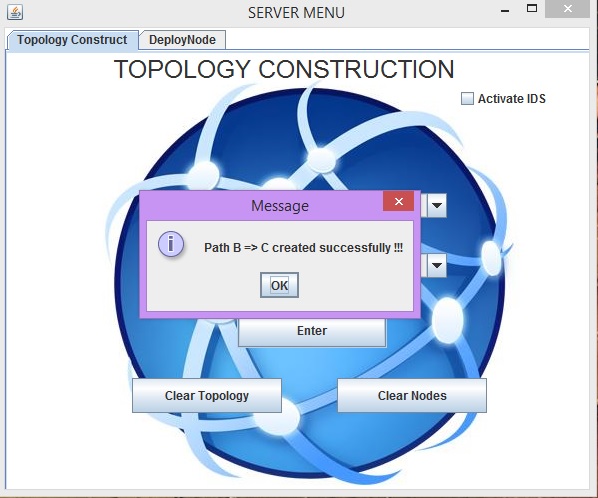 SERVER MENU
Topology Construct
DeployNode
TOPOLOGY CONSTRUCTION
Activate IDS
Message
Path B => C created successfully !!!
OK
Enter
Clear Topology
Clear Nodes